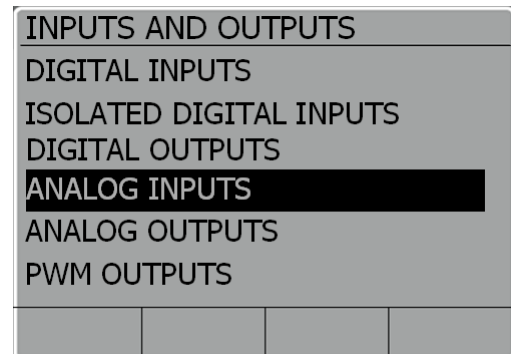 INPUTS AND OUTPUTS
DIGITAL INPUTS
ISOLATED DIGITAL INPUTS
DIGITAL OUTPUTS
ANALOG INPUTS
ANALOG OUTPUTS
PWM OUTPUTS